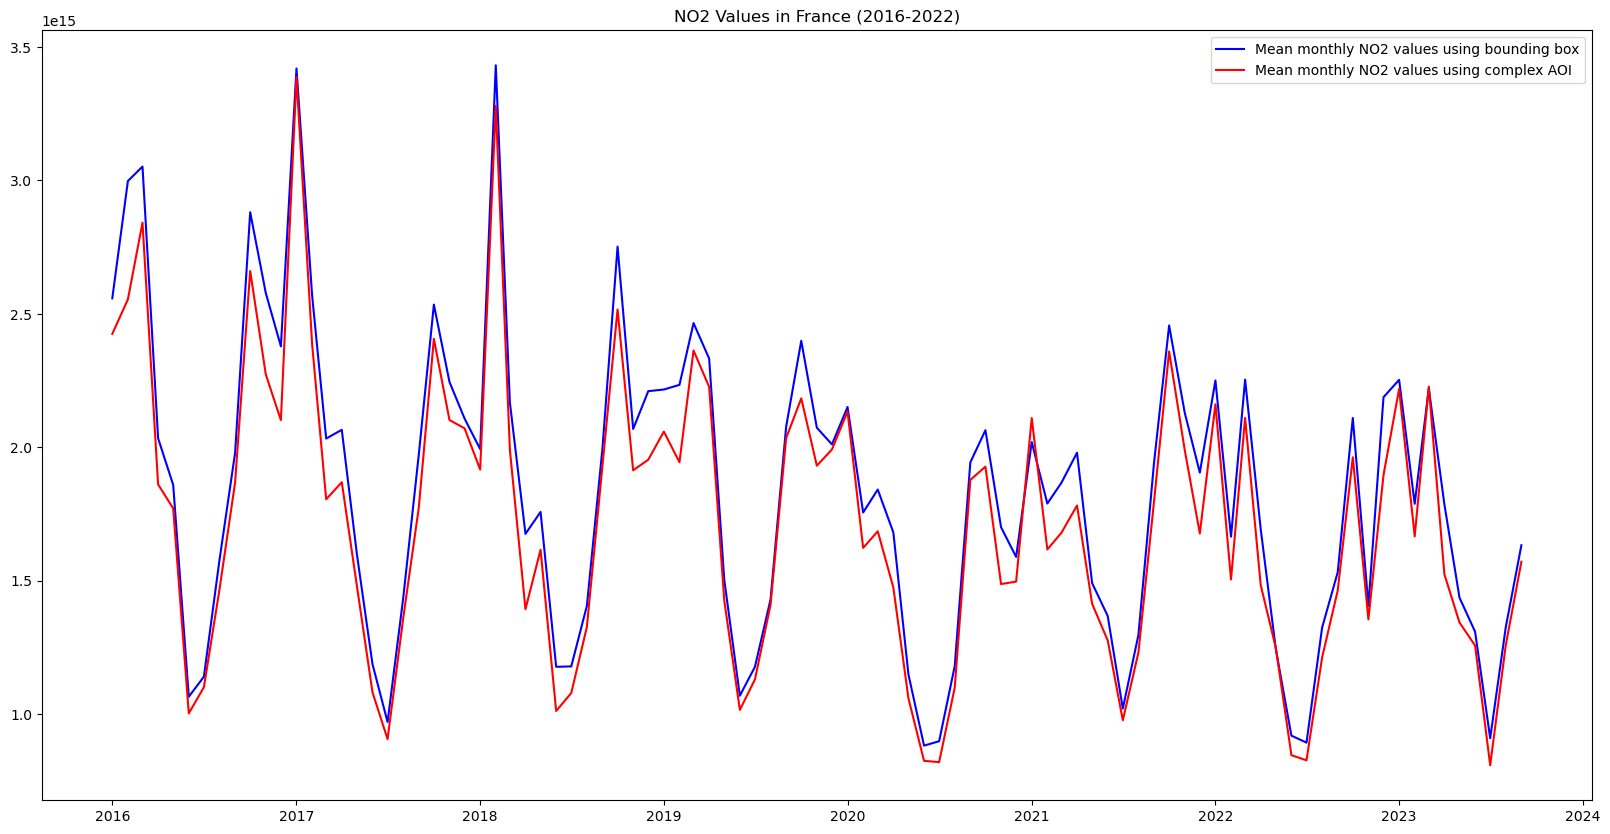 NO2 Values in France (2016-2022)
1e15
Mean monthly NO2 values using bounding box
Mean monthly NO2 values using complex AOI
3.5
3.0
2.5
2.0
1.5
1.0
2016 2017 2018 2019 2020 2021 2022 2023 2024